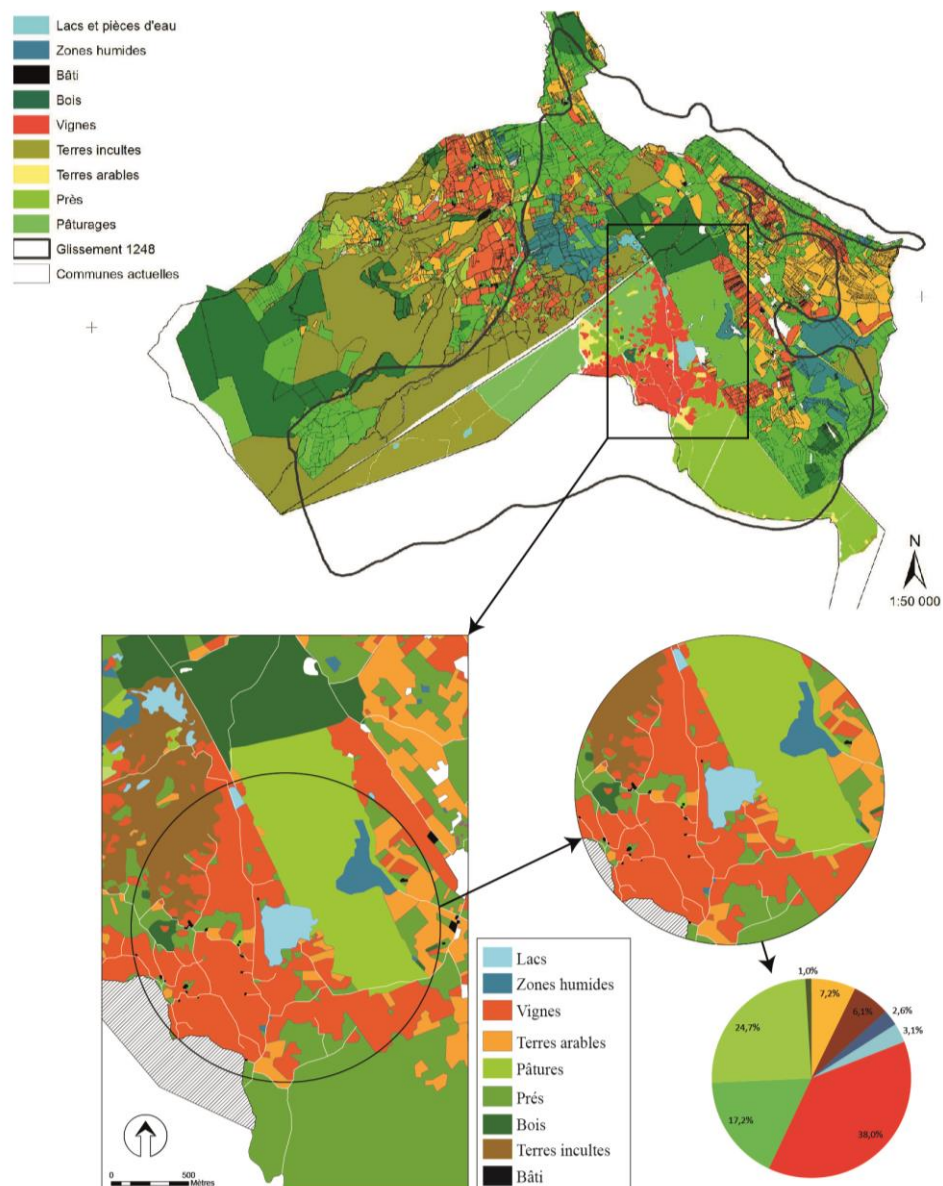 Lacs et pièces d'eau
Zones humides
Bâti
Bois
Vignes
Terres incultes
Terres arables
Près
Pâturages
Glissement 1248
Communes actuelles
N
1:50 000
Lacs
Zones humides
Vignes
Terres arables
Pâtures
Prés
Bois
Terres incultes
Bâti
0 500
Mètres
1,0%
7,2%
6,1%
2,6%
3,1%
24,7%
17,2%
38,0%